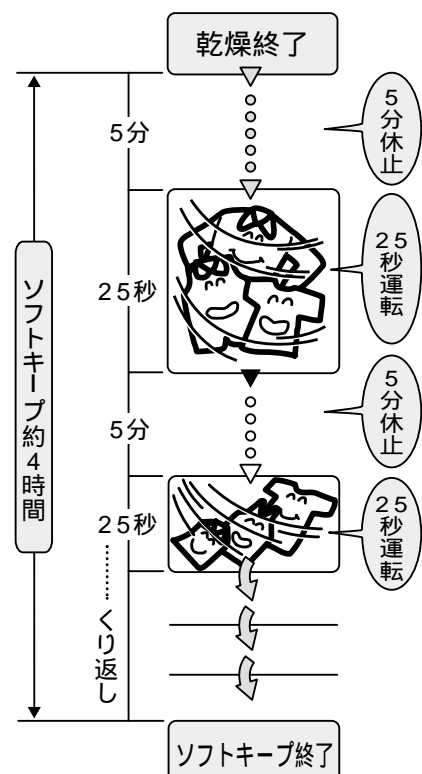 乾燥終了
5分
5分休止
25秒
25秒運転
ソフトキープ約4時間
5分
5分休止
25秒
25秒運転
………くり返し
ソフトキープ終了